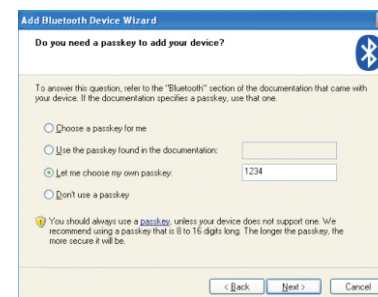 Add Bluetooth Device Wizard
Do you need a passkey to add your device?
To answer this question, refer to the "Bluetooth" section of the documentation that came with
your device. If the documentation specifies a passkey, use that one.
Choose a passkey for me
Use the passkey found in the documentation:
Let me choose my own passkey: 1234
Don't use a passkey
You should always use a passkey, unless your device does not support one. We
recommend using a passkey that is 8 to 16 digits long. The longer the passkey, the
more secure it will be.
< Back Next > Cancel